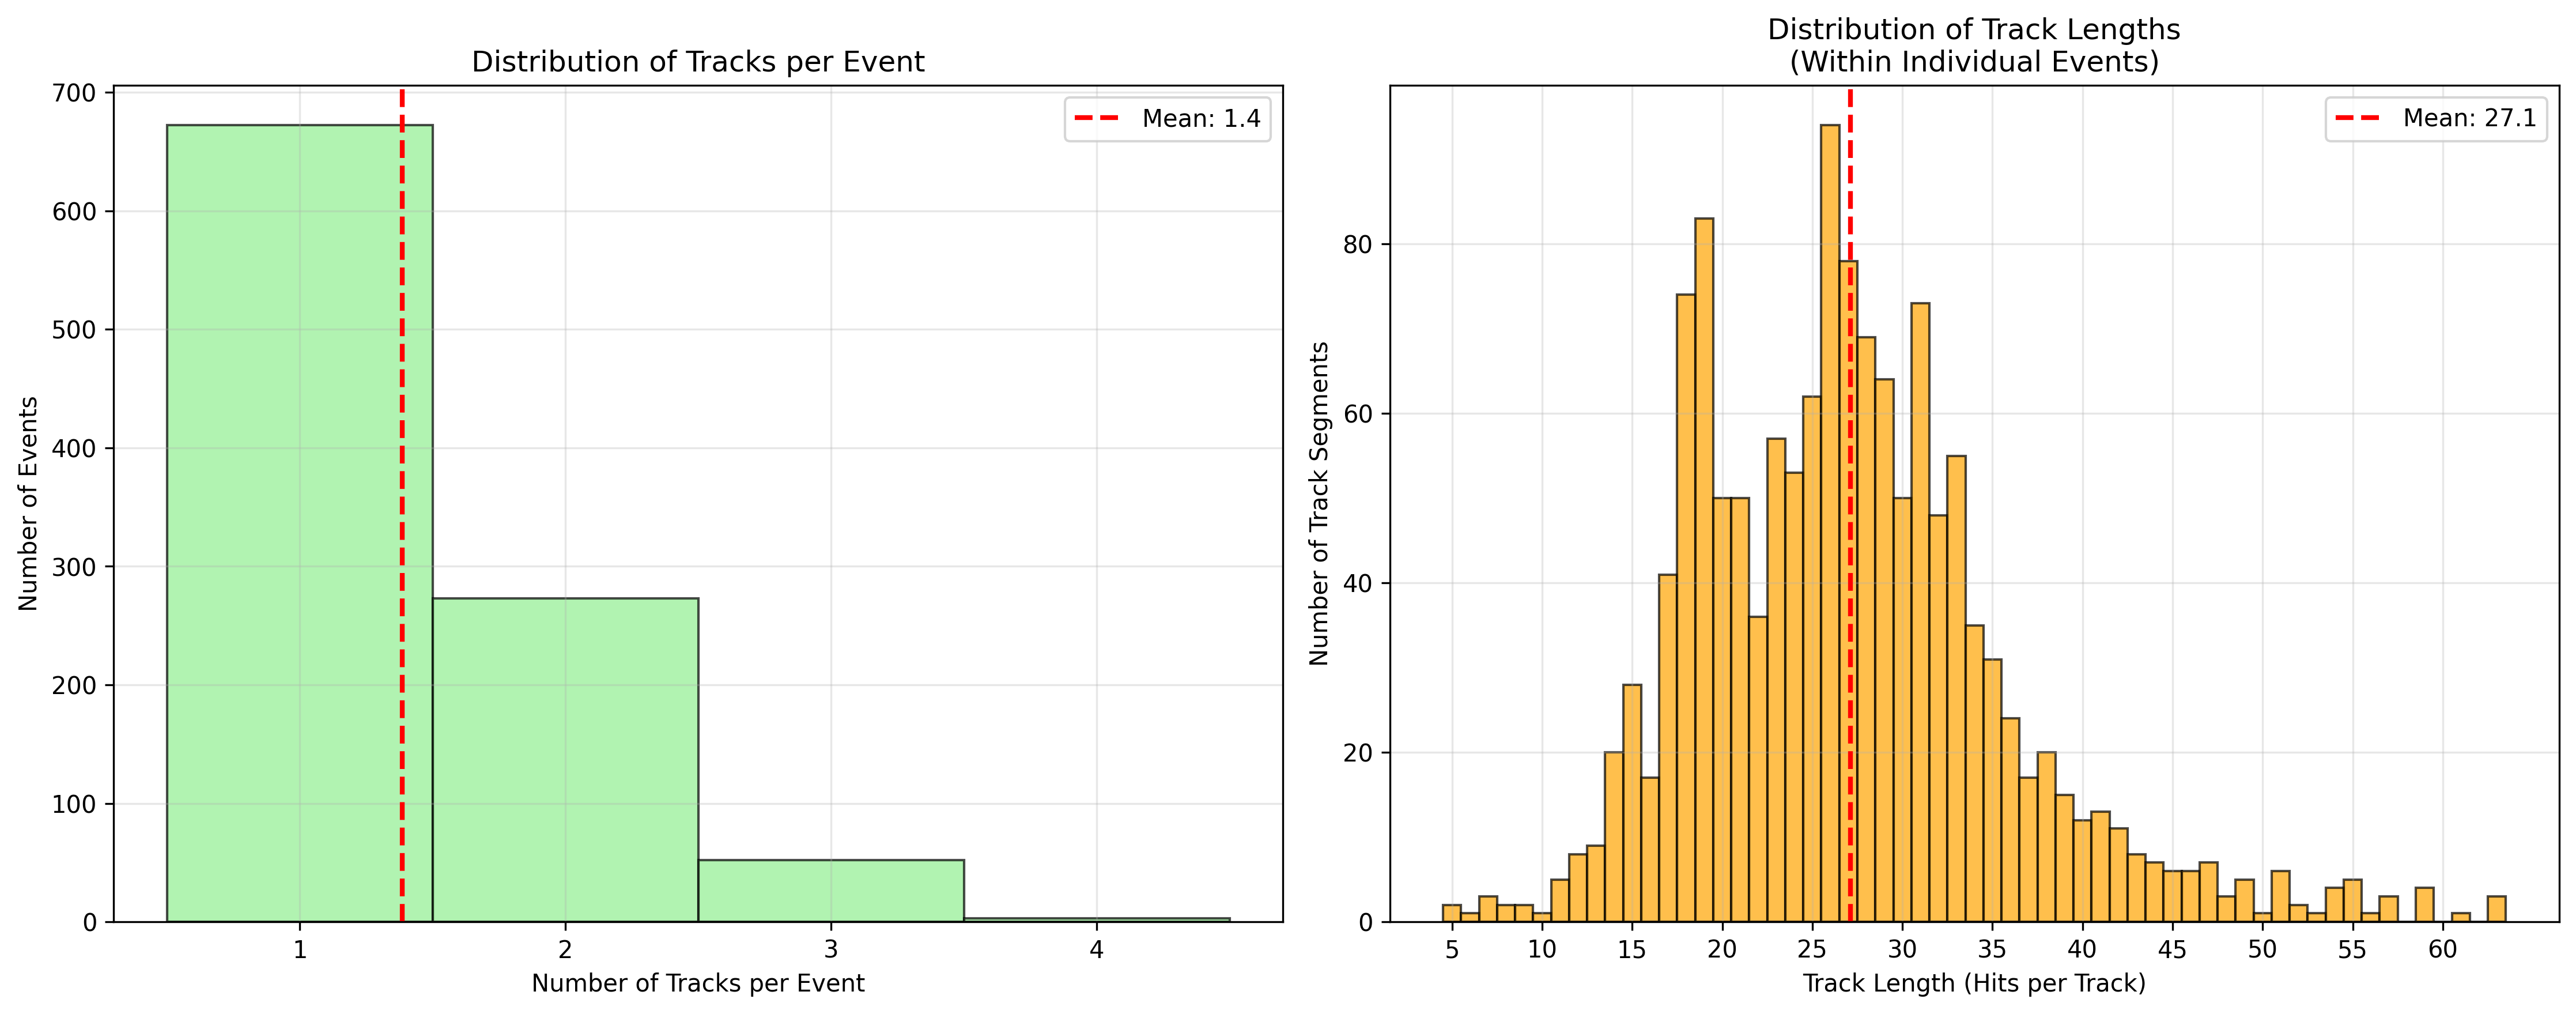 Distribution of Tracks per Event
700
600
500
400
300
200
100
0
Number of Events
Mean: 1.4
1 2 3 4
Number of Tracks per Event
Distribution of Track Lengths
(Within Individual Events)
80
60
40
20
0
Number of Track Segments
Mean: 27.1
5 10 15 20 25 30 35 40 45 50 55 60
Track Length (Hits per Track)